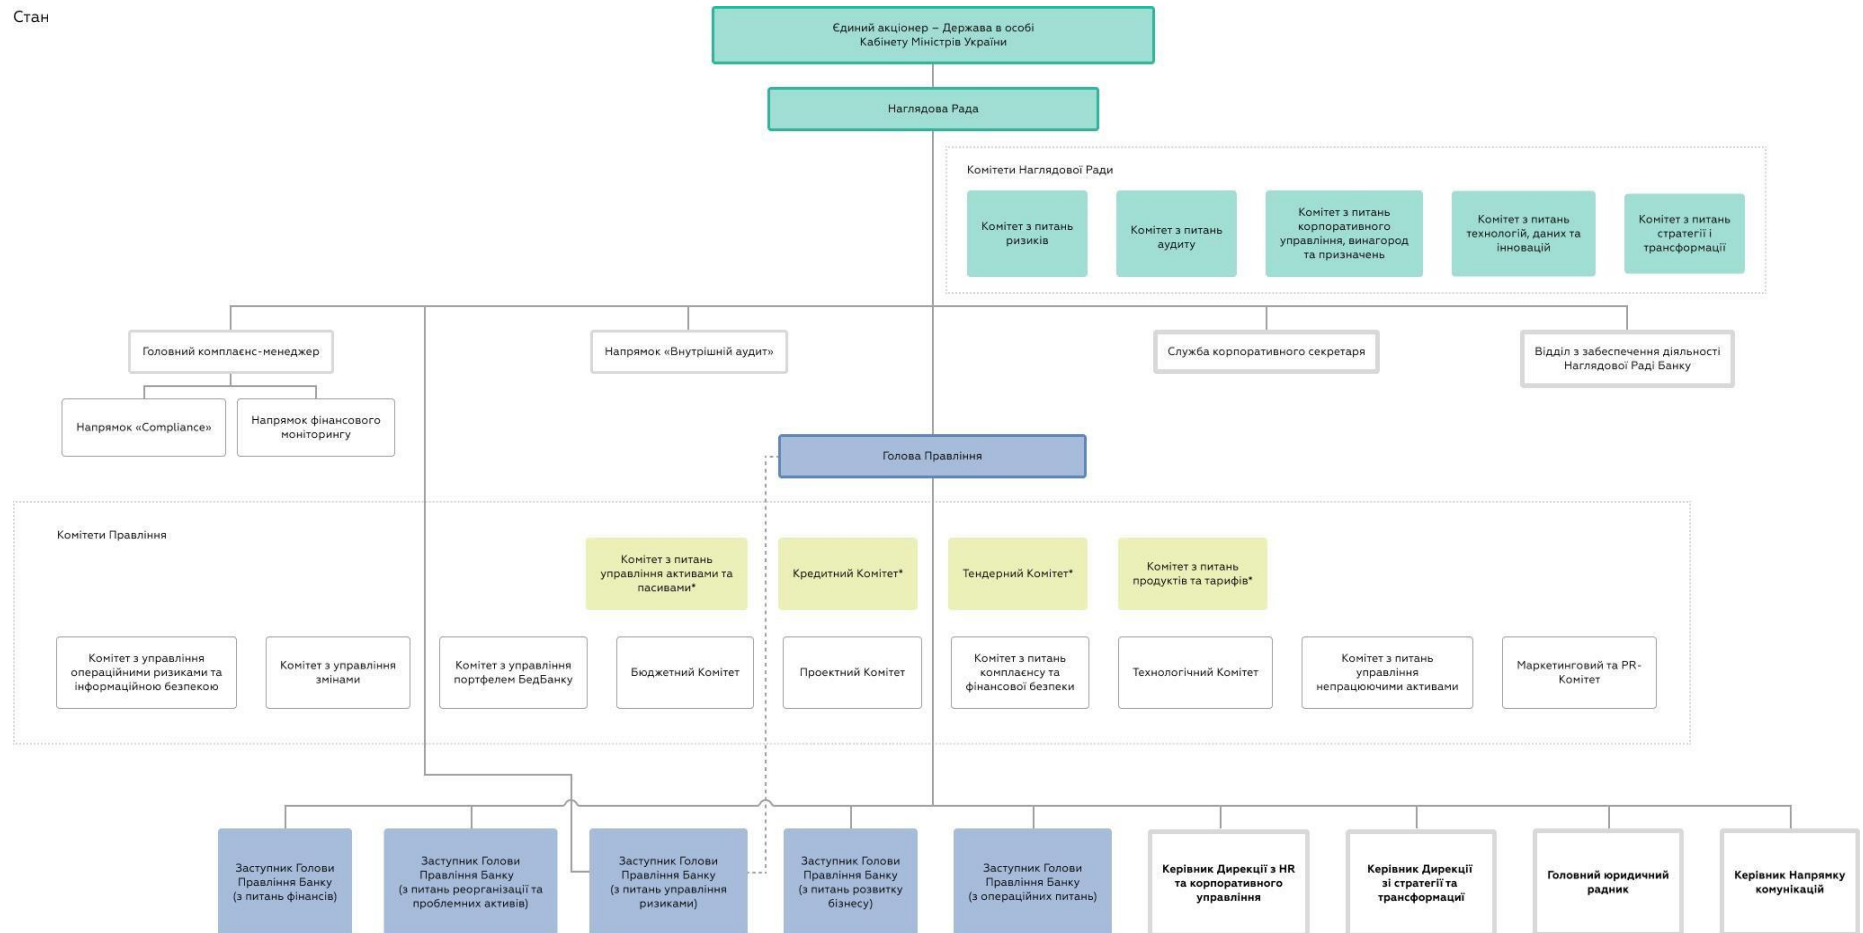 Стан
Єдиний акціонер – Держава в особі
Кабінету Міністрів України
Наглядова Рада
Комітети Наглядової Ради
Комітет з питань
ризиків
Комітет з питань
аудиту
Комітет з питань
корпоративного
управління, винагород
та призначень
Комітет з питань
технологій, даних та
інновацій
Комітет з питань
стратегії і
трансформації
Головний комплаєнс-менеджер
Напрямок «Внутрішній аудит»
Служба корпоративного секретаря
Відділ з забеспечення діяльності
Наглядової Раді Банку
Напрямок «Compliance»
Напрямок фінансового
моніторингу
Голова Правління
Комітети Правління
Комітет з питань
управління активами та
пасивами*
Кредитний Комітет*
Тендерний Комітет*
Комітет з питань
продуктів та тарифів*
Комітет з управління
операційними ризиками та
інформаційною безпекою
Комітет з управління
змінами
Комітет з управління
портфелем БедБанку
Бюджетний Комітет
Проектний Комітет
Комітет з питань
комплаєнсу та
фінансової безпеки
Технологічний Комітет
Комітет з питань
управління
непрацюючими активами
Маркетинговий та PR-
Комітет
Заступник Голови
Правління Банку
(з питань фінансів)
Заступник Голови
Правління Банку
(з питань реорганізації та
проблемних активів)
Заступник Голови
Правління Банку
(з питань управління
ризиками)
Заступник Голови
Правління Банку
(з питань розвитку
бізнесу)
Заступник Голови
Правління Банку
(з операційних питань)
Керівник Дирекції з HR
та корпоративного
управління
Керівник Дирекції
зі стратегії та
трансформації
Головний юридичний
радник
Керівник Напрямку
комунікацій